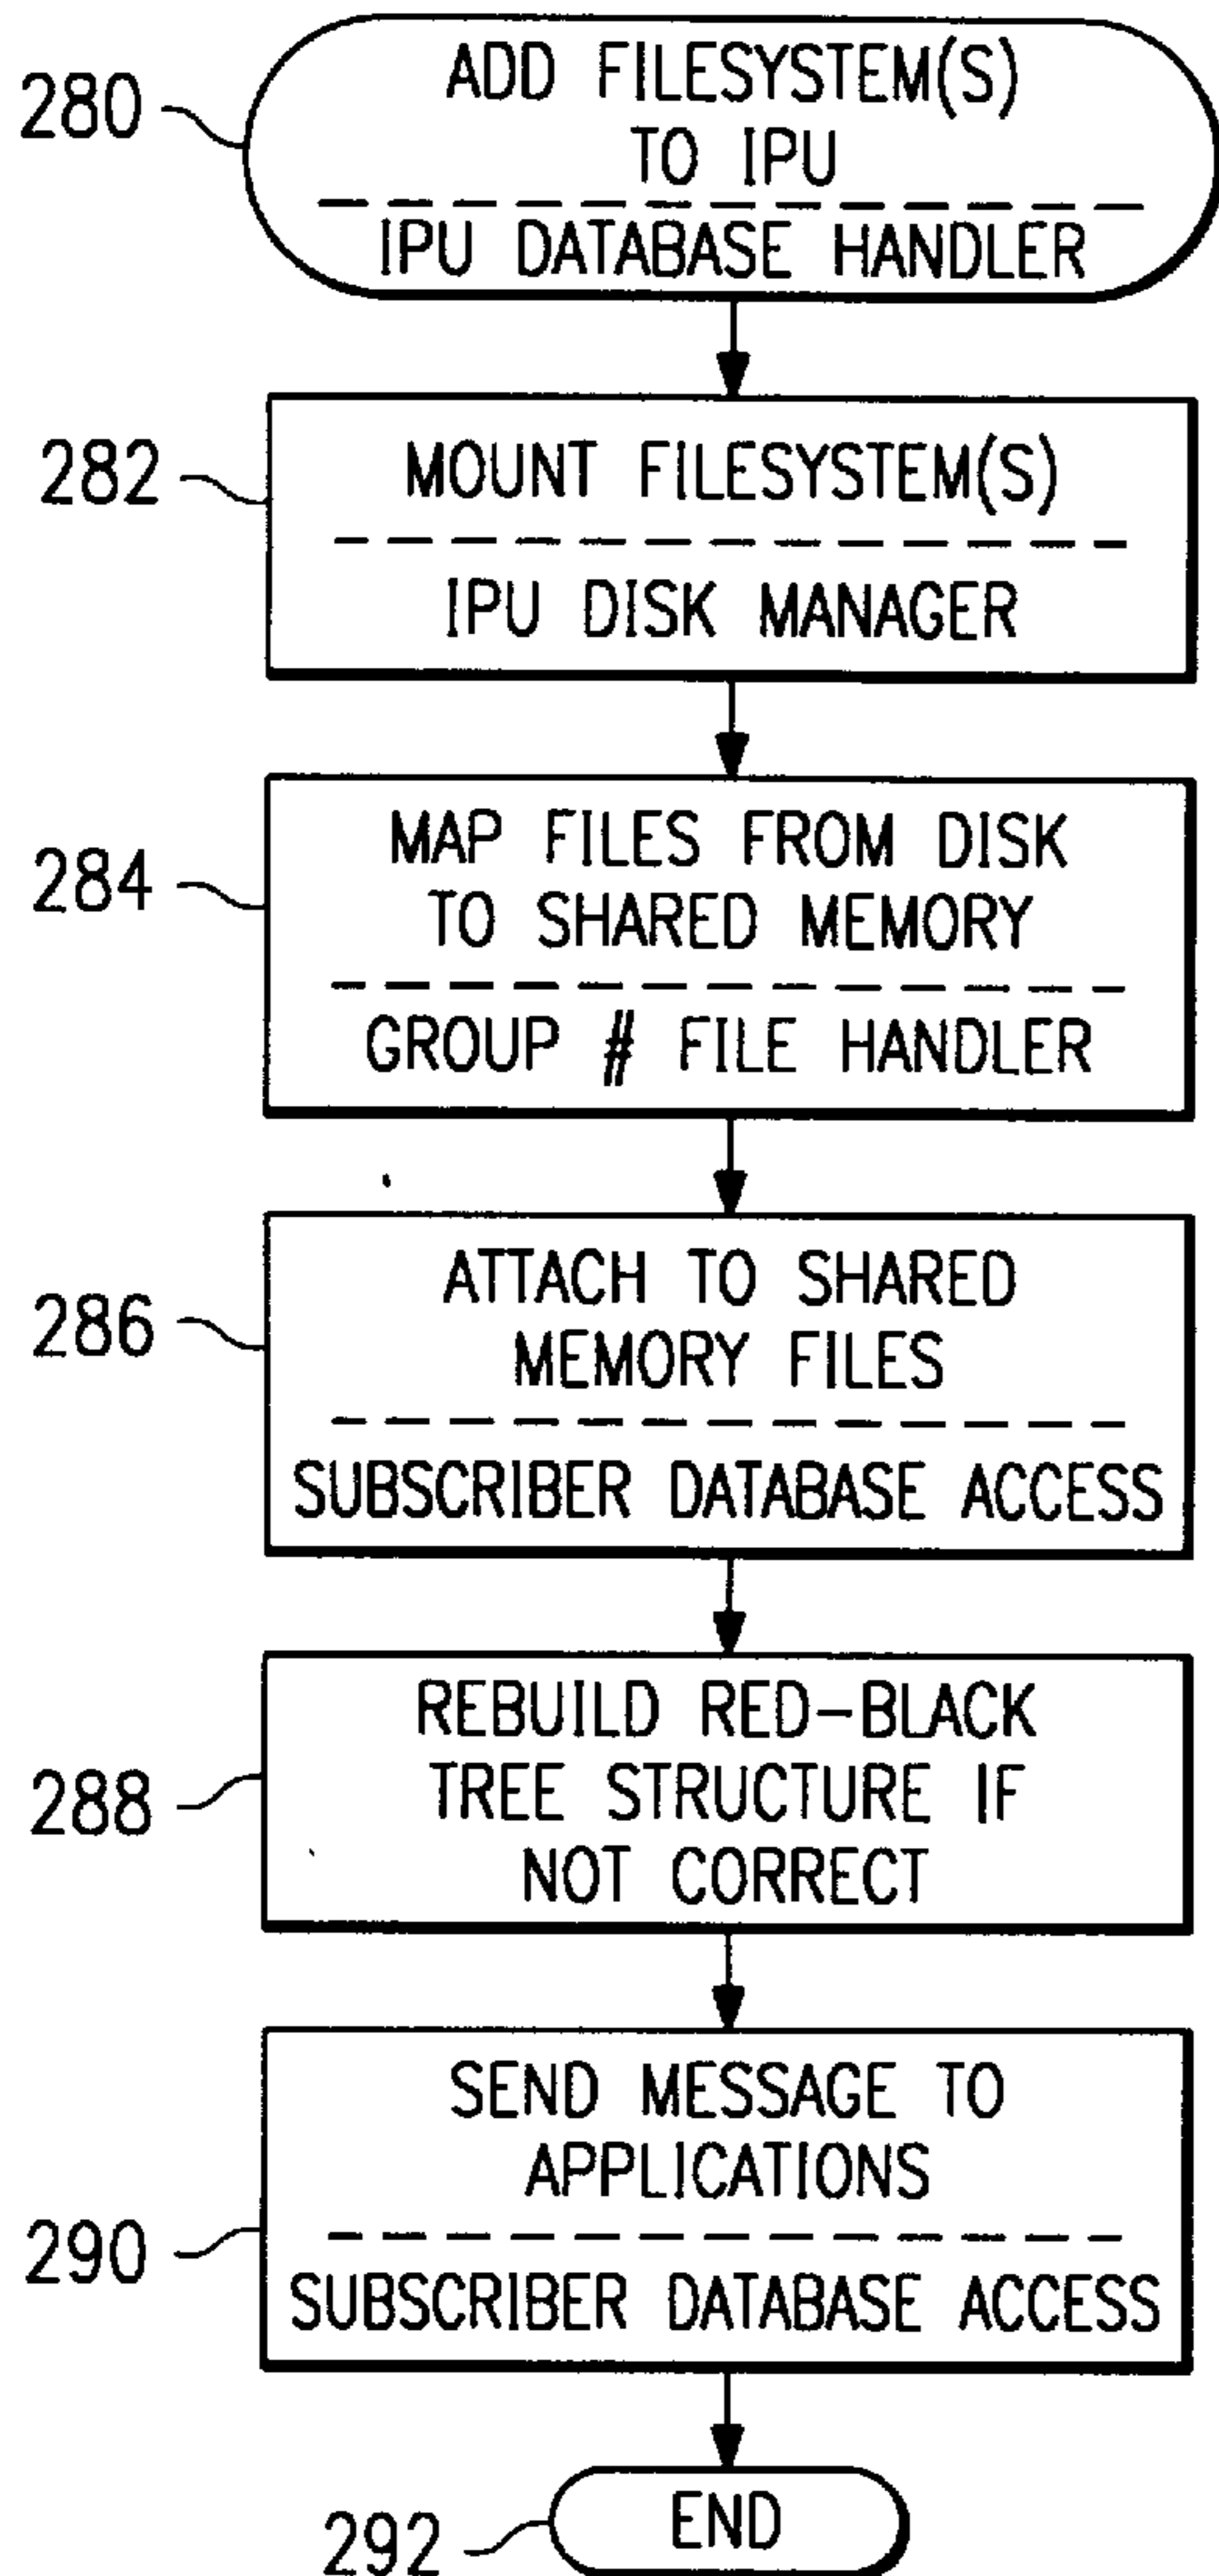 280
ADD FILESYSTEM(S)
TO IPU
IPU DATABASE HANDLER
282
MOUNT FILESYSTEM(S)
IPU DISK MANAGER
284
MAP FILES FROM DISK
TO SHARED MEMORY
GROUP # FILE HANDLER
286
ATTACH TO SHARED
MEMORY FILES
SUBSCRIBER DATABASE ACCESS
288
REBUILD RED-BLACK
TREE STRUCTURE IF
NOT CORRECT
290
SEND MESSAGE TO
APPLICATIONS
SUBSCRIBER DATABASE ACCESS
292
END